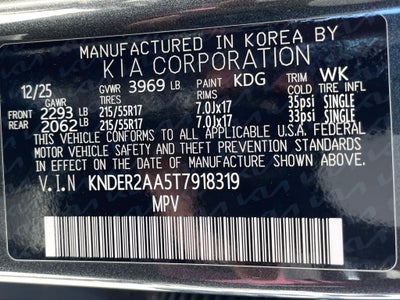 MANUFACTURED IN KOREA BY
KIA CORPORATION
12/25 GVWR 3969 LB PAINT KDG TRIM WK
GAWR TIRES RIMS COLD
FRONT 2293 LB 215/55R17 7.0Jx17 35psi SINGLE
REAR 2062 LB 215/55R17 7.0Jx17 33psi SINGLE
THIS VEHICLE CONFORMS TO ALL APPLICABLE U.S.A. FEDERAL
MOTOR VEHICLE SAFETY AND THEFT PREVENTION STANDARDS
IN EFFECT ON THE DATE OF MANUFACTURE SHOWN ABOVE.
V.I.N KNDER2AA5T7918319
MPV